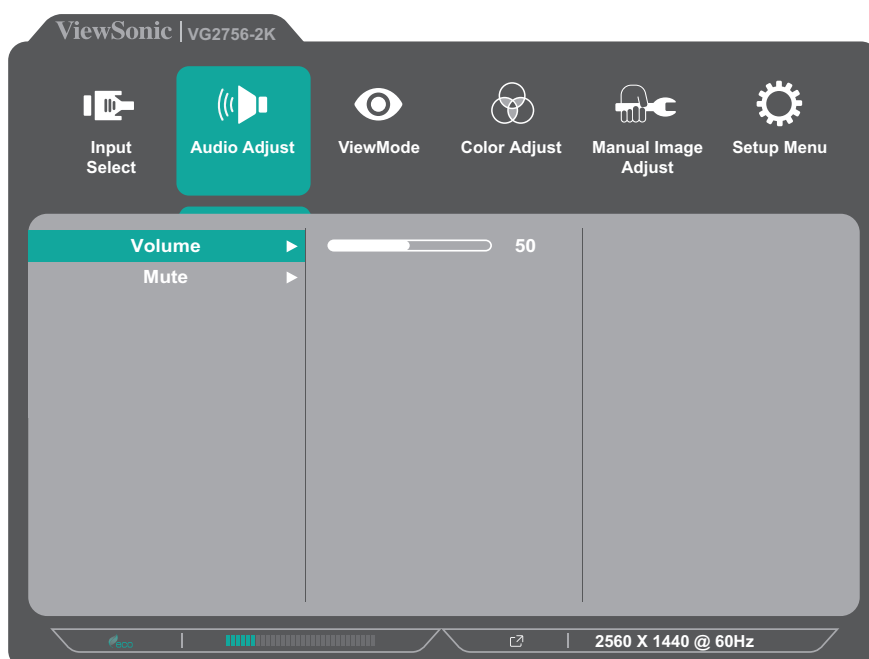 ViewSonic | VG2756-2K
Input Select
Audio Adjust
ViewMode
Color Adjust
Manual Image Adjust
Setup Menu
Volume
50
Mute
eco
2560 X 1440 @ 60Hz